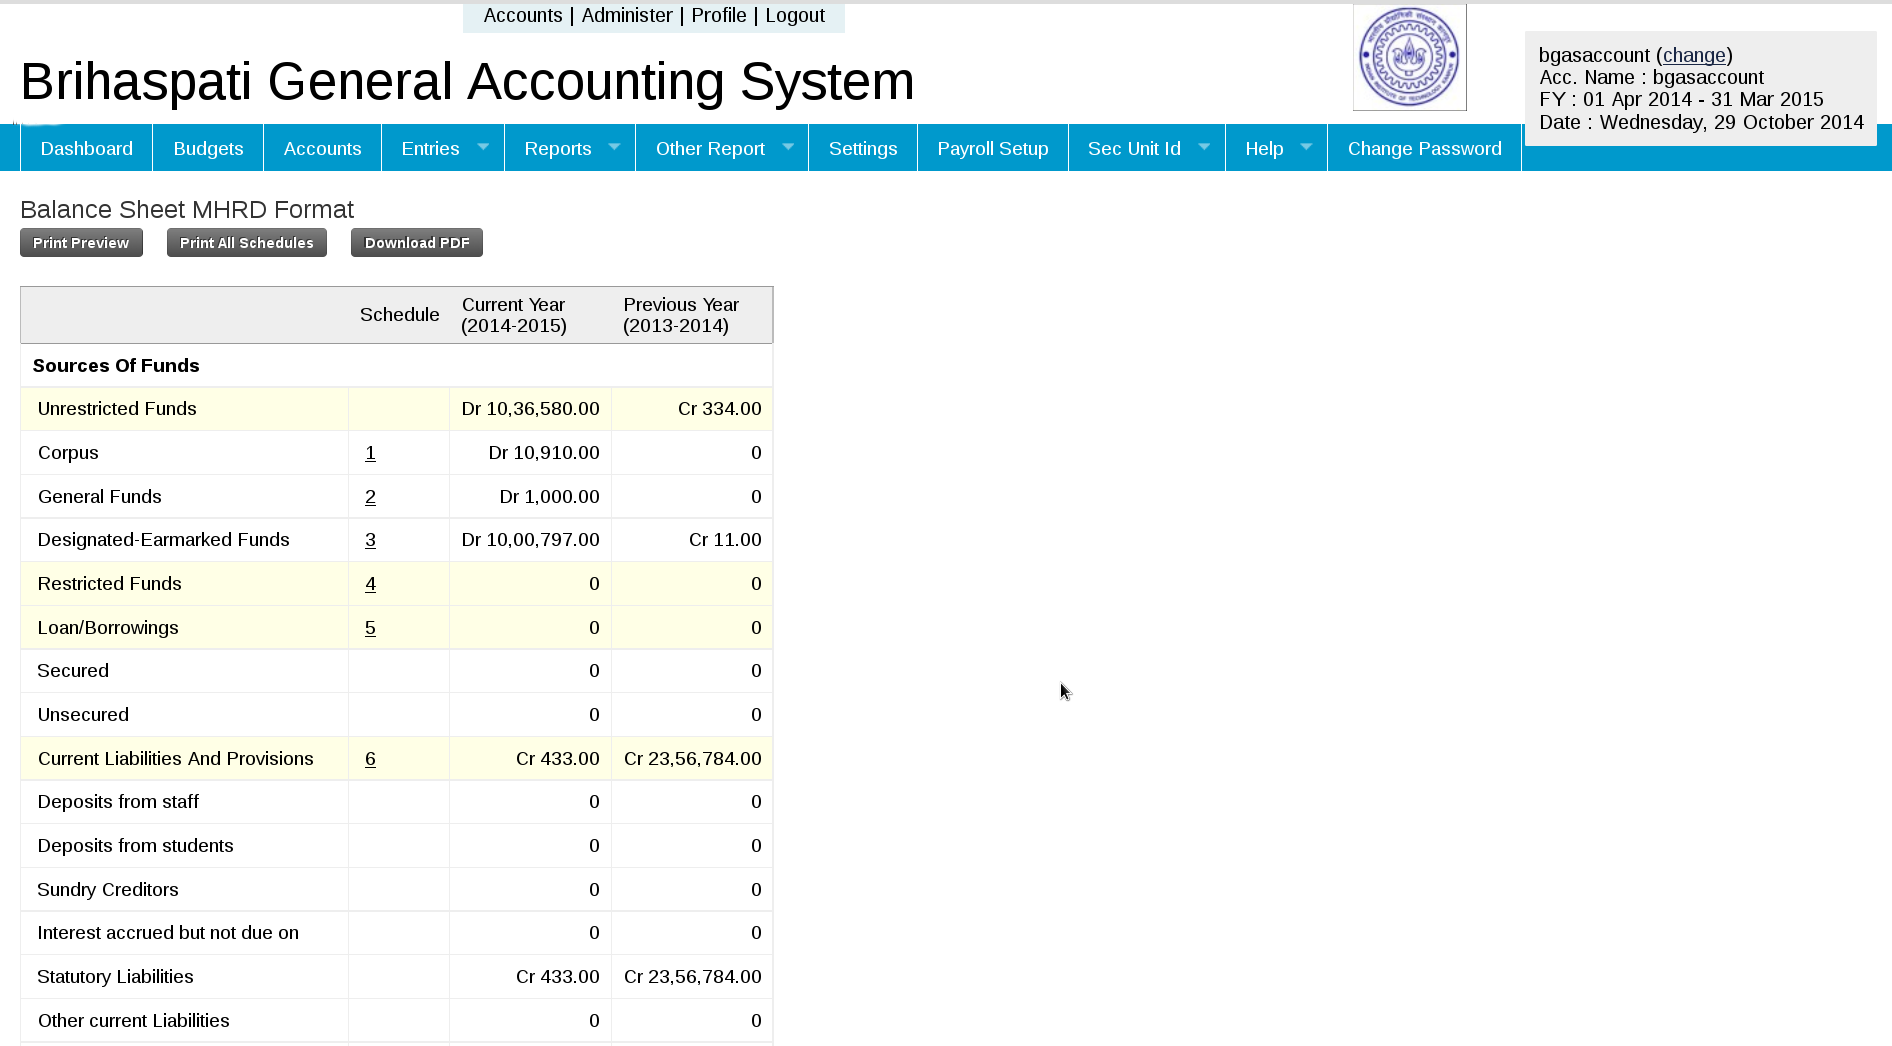 Accounts | Administer | Profile | Logout
Brihaspati General Accounting System
bgasaccount (change)
Acc. Name : bgasaccount
FY : 01 Apr 2014 - 31 Mar 2015
Date : Wednesday, 29 October 2014
Dashboard Budgets Accounts Entries Reports Other Report Settings Payroll Setup Sec Unit Id Help Change Password
Balance Sheet MHRD Format
Print Preview Print All Schedules Download PDF
Schedule Current Year (2014-2015) Previous Year (2013-2014)
Sources Of Funds
Unrestricted Funds Dr 10,36,580.00 Cr 334.00
Corpus 1 Dr 10,910.00 0
General Funds 2 Dr 1,000.00 0
Designated-Earmarked Funds 3 Dr 10,00,797.00 Cr 11.00
Restricted Funds 4 0 0
Loan/Borrowings 5 0 0
Secured 0 0
Unsecured 0 0
Current Liabilities And Provisions 6 Cr 433.00 Cr 23,56,784.00
Deposits from staff 0 0
Deposits from students 0 0
Sundry Creditors 0 0
Interest accrued but not due on 0 0
Statutory Liabilities Cr 433.00 Cr 23,56,784.00
Other current Liabilities 0 0